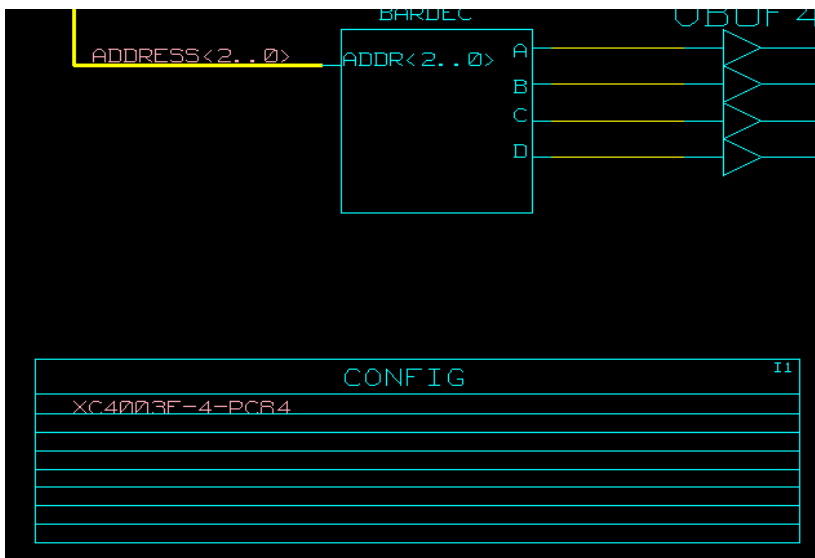 BARDEC
OBUF4
ADDRESS<2..0>
ADDR<2..0>
A
B
C
D
CONFIG
I1
XC4003E-4-PC84